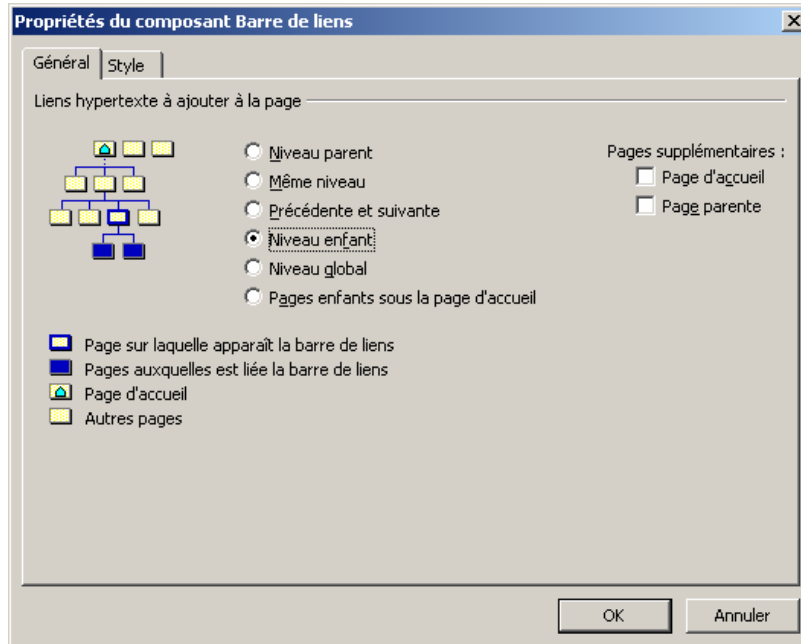 Propriétés du composant Barre de liens
Général
Style
Liens hypertexte à ajouter à la page
Niveau parent
Même niveau
Précédente et suivante
Niveau enfant
Niveau global
Pages enfants sous la page d'accueil
Pages supplémentaires :
Page d'accueil
Page parente
Page sur laquelle apparaît la barre de liens
Pages auxquelles est liée la barre de liens
Page d'accueil
Autres pages
OK
Annuler